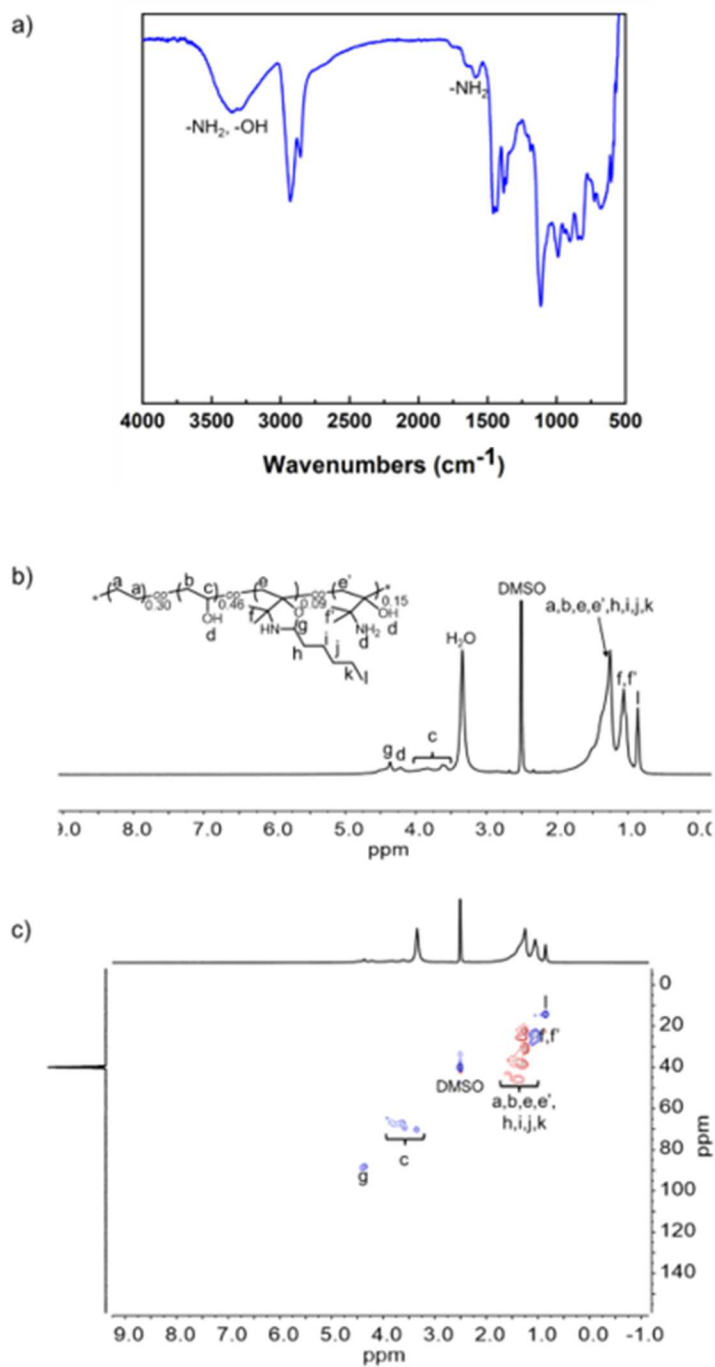 a)
-NH2, -OH
-NH2
4000 3500 3000 2500 2000 1500 1000 500
Wavenumbers (cm-1)
b)
a b c e e'
a 0.30 0.46 0.09 0.15
OH d
f HN O g
f' NH2 OH d d
h i j k l
H2O
DMSO
a,b,e,e',h,i,j,k
f,f'
l
g d c
9.0 8.0 7.0 6.0 5.0 4.0 3.0 2.0 1.0 0.0
ppm
c)
0
20
40
60
80
100
120
140
ppm
l
f,f'
DMSO
a,b,e,e',
h,i,j,k
c
g
9.0 8.0 7.0 6.0 5.0 4.0 3.0 2.0 1.0 0.0 -1.0
ppm